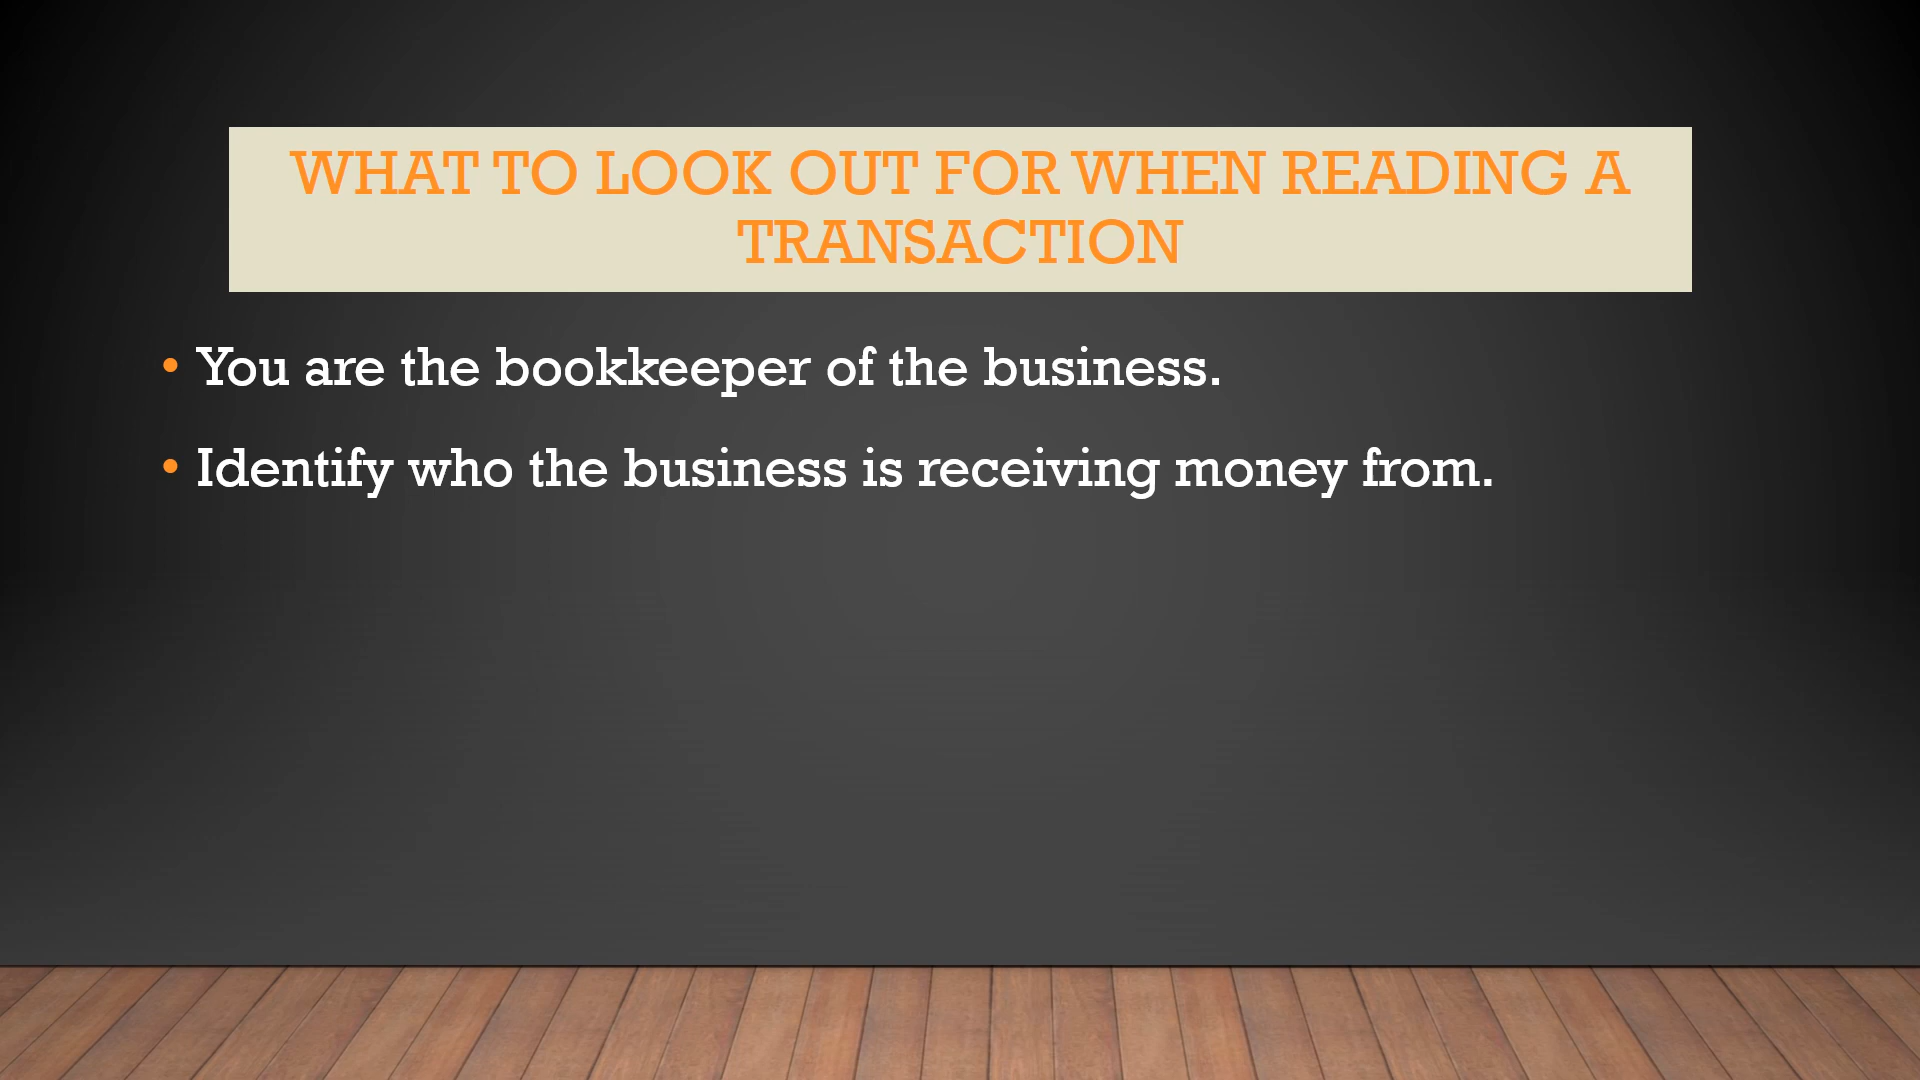 WHAT TO LOOK OUT FOR WHEN READING A
TRANSACTION
• You are the bookkeeper of the business.
• Identify who the business is receiving money from.